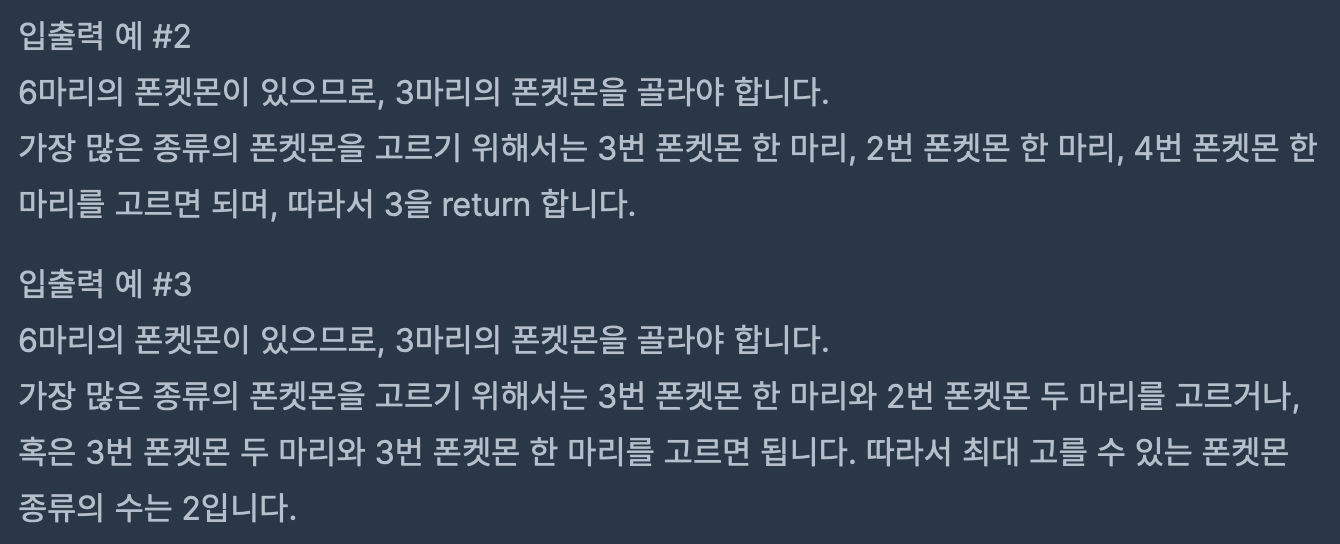 입출력 예 #2
6마리의 폰켓몬이 있으므로, 3마리의 폰켓몬을 골라야 합니다.
가장 많은 종류의 폰켓몬을 고르기 위해서는 3번 폰켓몬 한 마리, 2번 폰켓몬 한 마리, 4번 폰켓몬 한
마리를 고르면 되며, 따라서 3을 return 합니다.
입출력 예 #3
6마리의 폰켓몬이 있으므로, 3마리의 폰켓몬을 골라야 합니다.
가장 많은 종류의 폰켓몬을 고르기 위해서는 3번 폰켓몬 한 마리와 2번 폰켓몬 두 마리를 고르거나,
혹은 3번 폰켓몬 두 마리와 3번 폰켓몬 한 마리를 고르면 됩니다. 따라서 최대 고를 수 있는 폰켓몬
종류의 수는 2입니다.